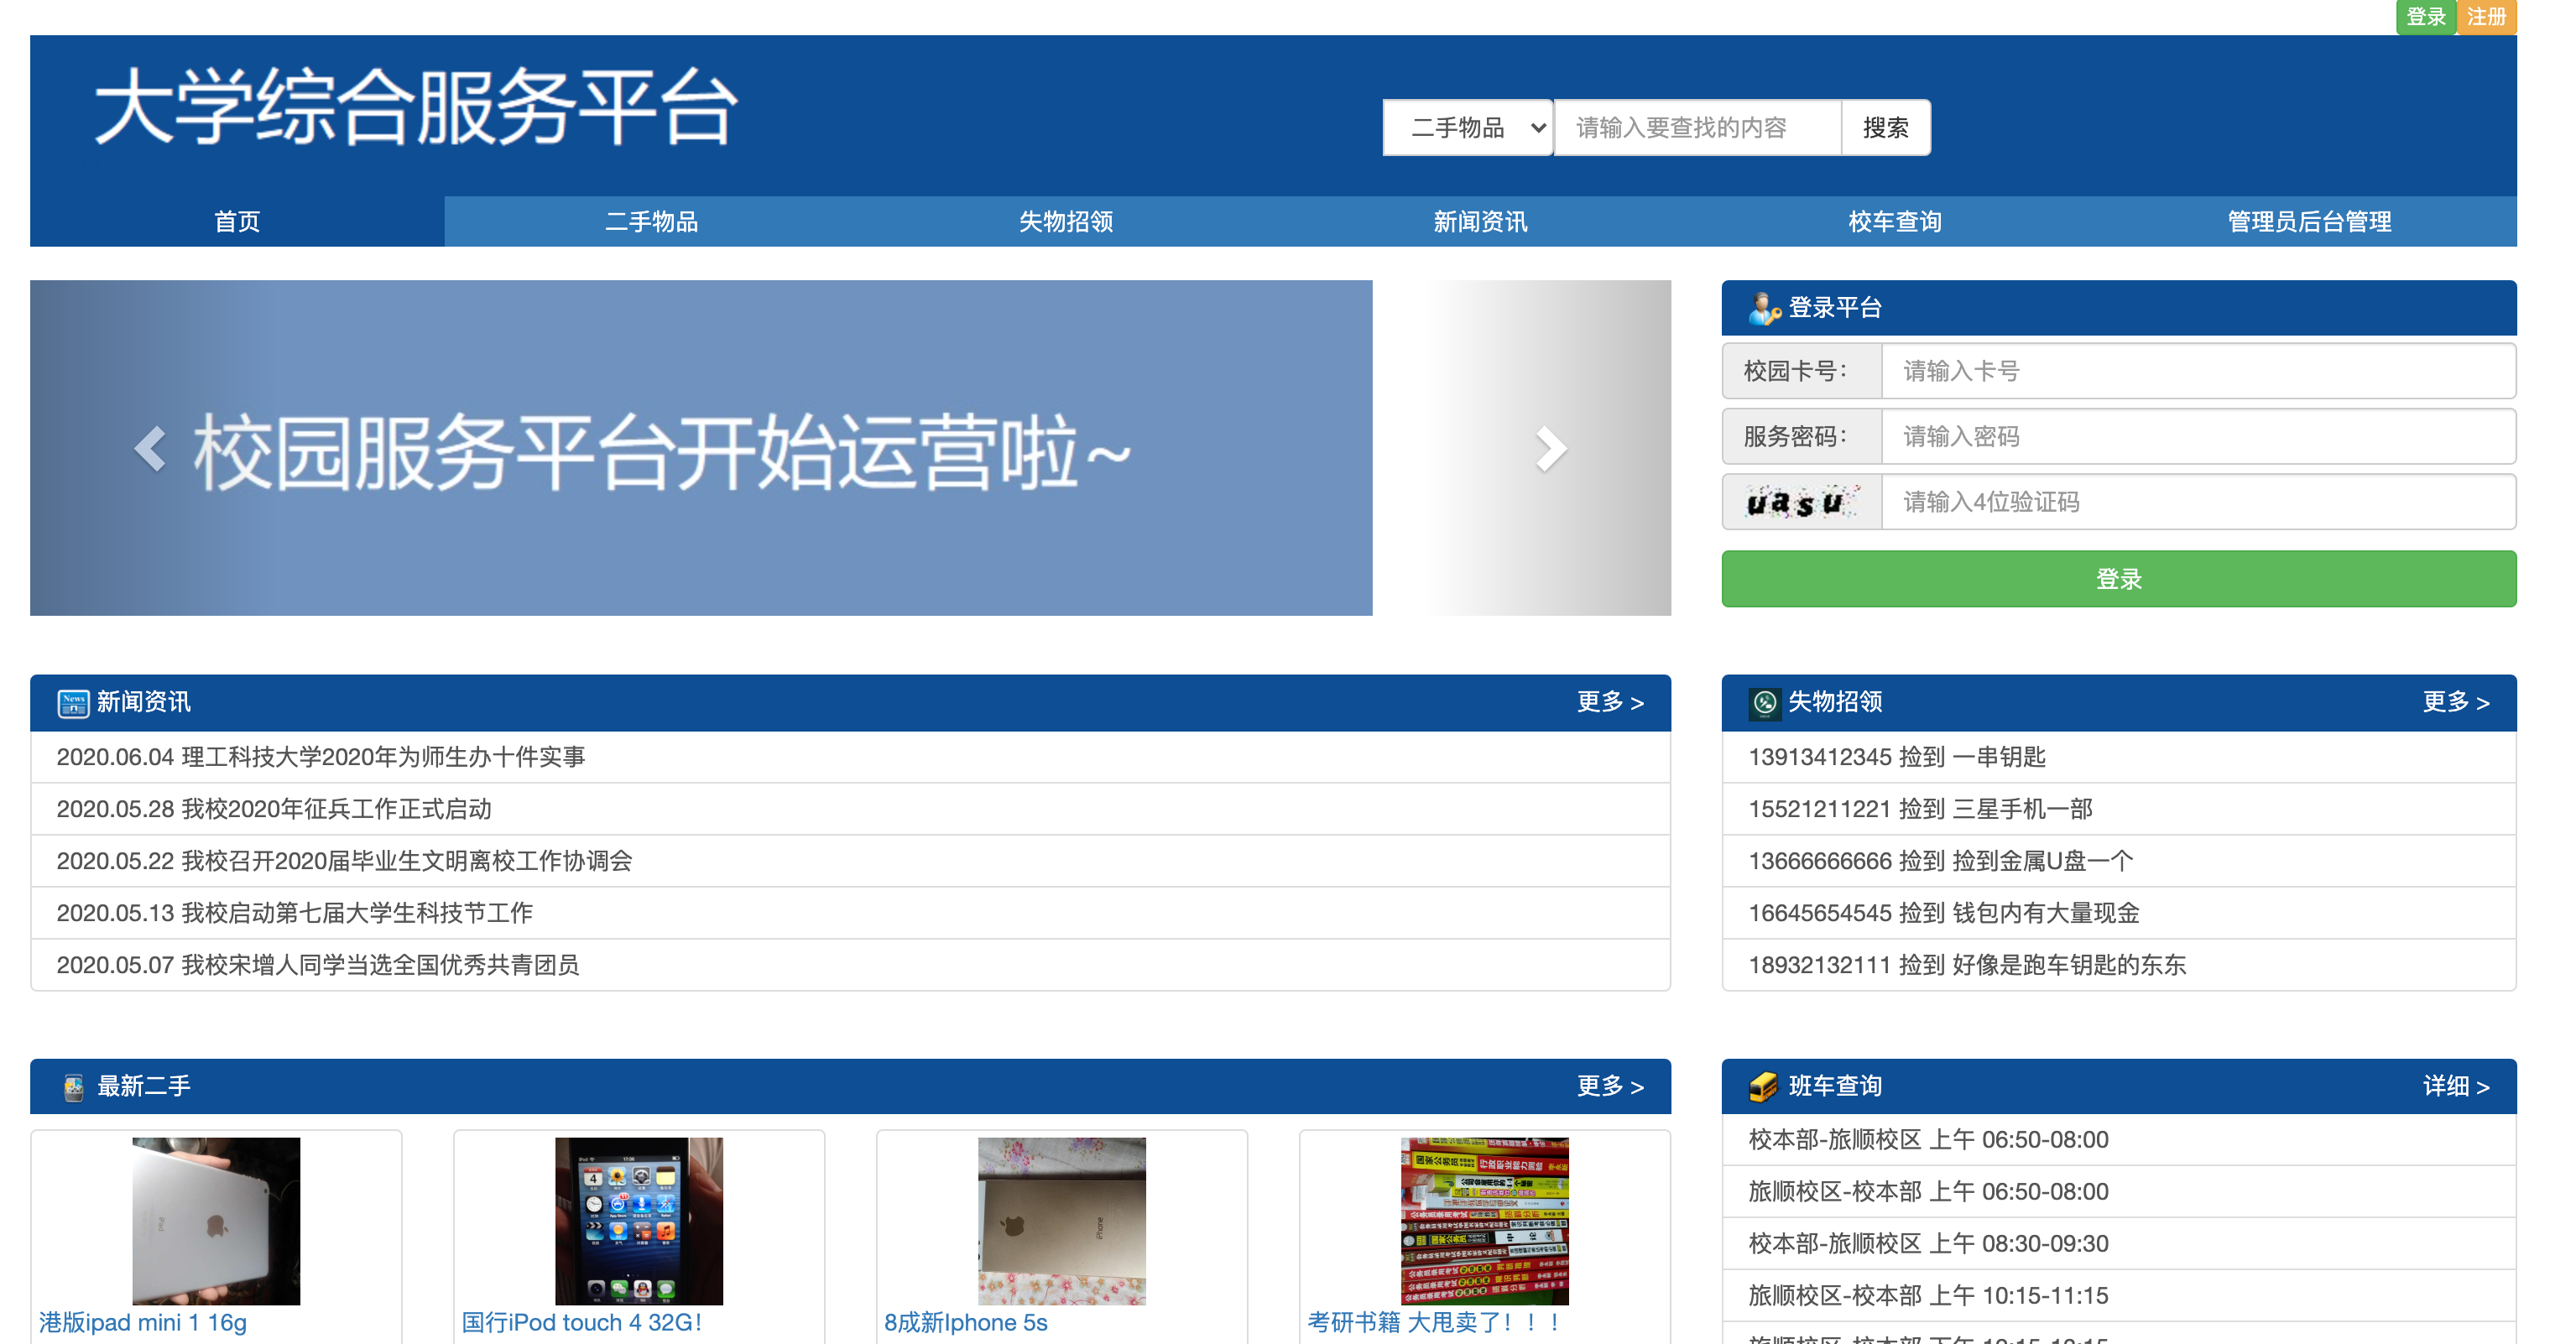 登录 注册
大学综合服务平台
二手物品 请输入要查找的内容 搜索
首页 二手物品 失物招领 新闻资讯 校车查询 管理员后台管理
校园服务平台开始运营啦~
登录平台
校园卡号: 请输入卡号
服务密码: 请输入密码
uasu 请输入4位验证码
登录
新闻资讯 更多 >
2020.06.04 理工科技大学2020年为师生办十件实事
2020.05.28 我校2020年征兵工作正式启动
2020.05.22 我校召开2020届毕业生文明离校工作协调会
2020.05.13 我校启动第七届大学生科技节工作
2020.05.07 我校宋增人同学当选全国优秀共青团员
失物招领 更多 >
13913412345 捡到 一串钥匙
15521211221 捡到 三星手机一部
13666666666 捡到 捡到金属U盘一个
16645654545 捡到 钱包内有大量现金
18932132111 捡到 好像是跑车钥匙的东东
最新二手 更多 >
港版ipad mini 1 16g
国行iPod touch 4 32G!
8成新Iphone 5s
考研书籍 大甩卖了！！！
班车查询 详细 >
校本部-旅顺校区 上午 06:50-08:00
旅顺校区-校本部 上午 06:50-08:00
校本部-旅顺校区 上午 08:30-09:30
旅顺校区-校本部 上午 10:15-11:15